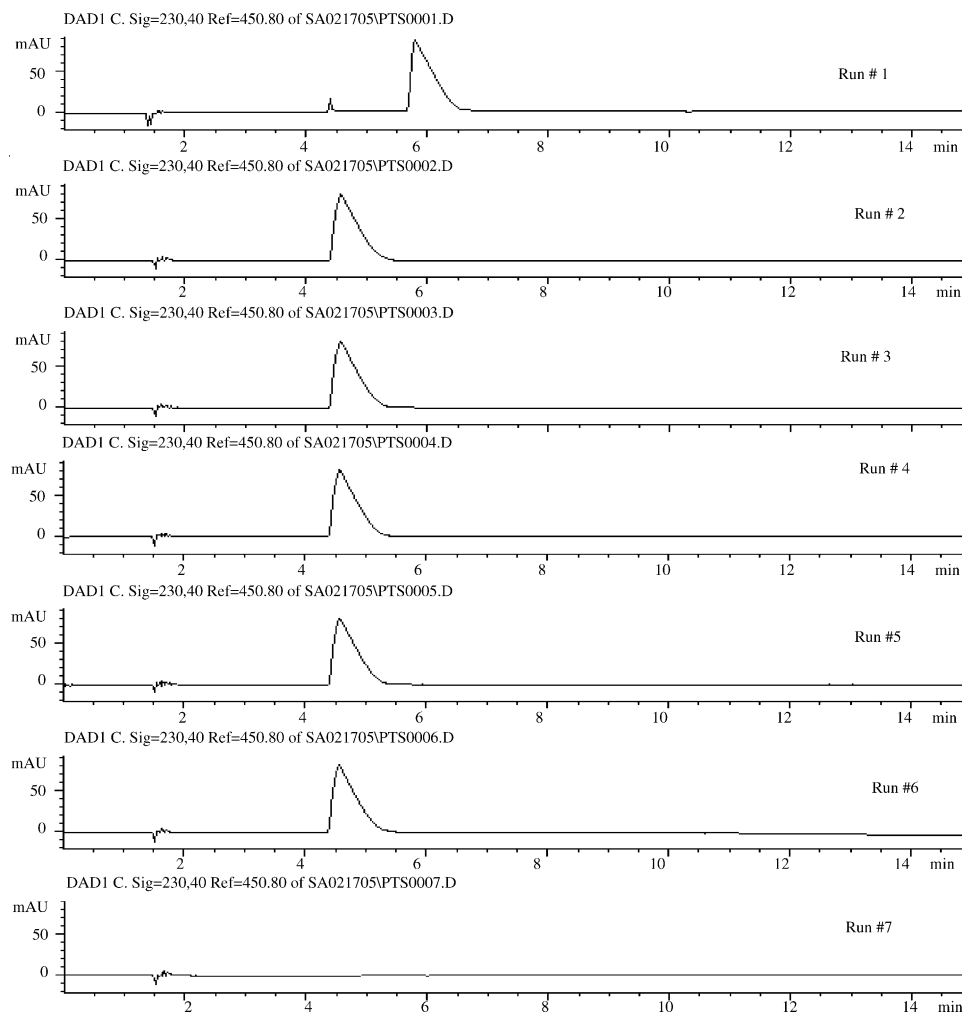 DAD1 C. Sig=230,40 Ref=450.80 of SA021705\PTS0001.D
mAU
50
0
Run # 1
2 4 6 8 10 12 14 min
DAD1 C. Sig=230,40 Ref=450.80 of SA021705\PTS0002.D
mAU
50
0
Run # 2
2 4 6 8 10 12 14 min
DAD1 C. Sig=230,40 Ref=450.80 of SA021705\PTS0003.D
mAU
50
0
Run # 3
2 4 6 8 10 12 14 min
DAD1 C. Sig=230,40 Ref=450.80 of SA021705\PTS0004.D
mAU
50
0
Run # 4
2 4 6 8 10 12 14 min
DAD1 C. Sig=230,40 Ref=450.80 of SA021705\PTS0005.D
mAU
50
0
Run #5
2 4 6 8 10 12 14 min
DAD1 C. Sig=230,40 Ref=450.80 of SA021705\PTS0006.D
mAU
50
0
Run #6
2 4 6 8 10 12 14 min
DAD1 C. Sig=230,40 Ref=450.80 of SA021705\PTS0007.D
mAU
50
0
Run #7
2 4 6 8 10 12 14 min